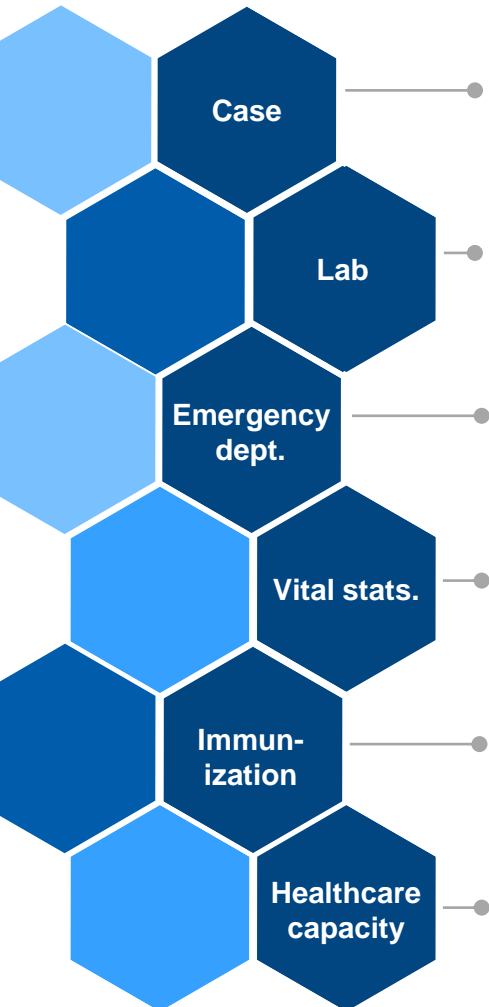 Case
Lab
Emergency
dept.
Vital stats.
Immun-
ization
Healthcare
capacity